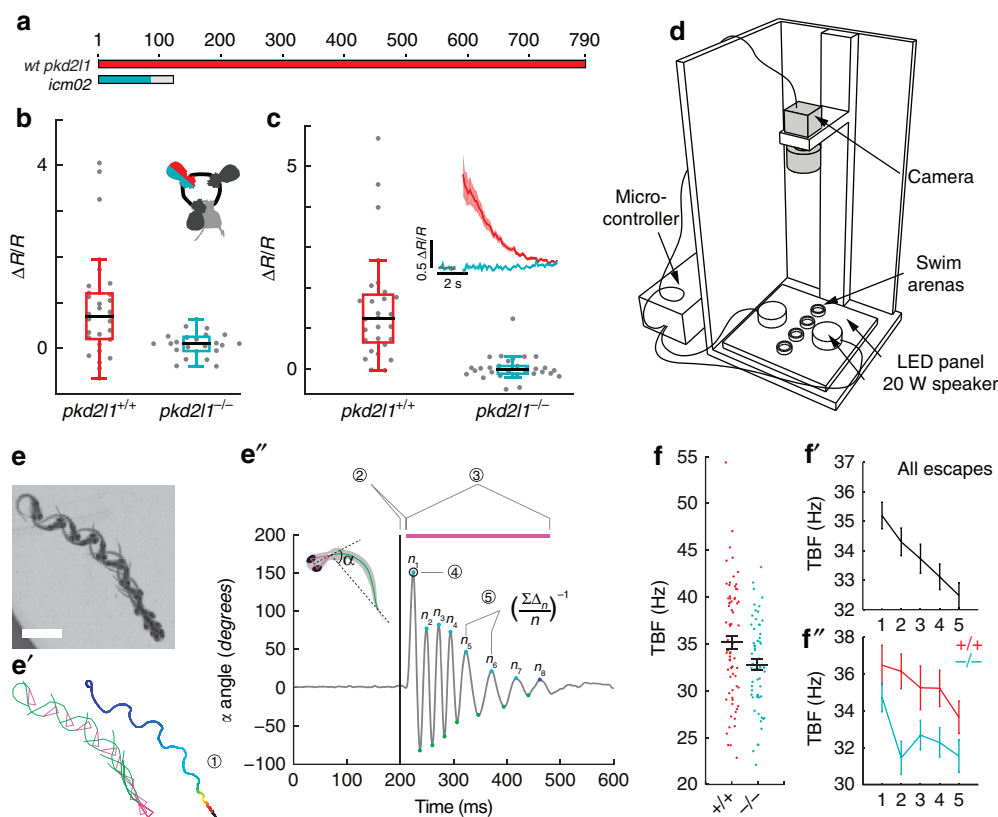 a
1 100 200 300 400 500 600 700 790
wt pkd2l1
icm02
b
4
0
ΔR/R
pkd2l1+/+ pkd2l1–/–
c
5
0
ΔR/R
0.5 ΔR/R
2 s
pkd2l1+/+ pkd2l1–/–
d
Camera
Micro-
controller
Swim
arenas
LED panel
20 W speaker
e
e′
①
e″
② ③
200
150
100
50
0
−50
−100
α angle (degrees)
α
n1 ④
n2 n3 n4
n5 n6 n7 n8
⑤ (ΣΔn/n)−1
0 100 200 300 400 500 600
Time (ms)
f
55
50
45
40
35
30
25
20
TBF (Hz)
+/+ –/–
f′
All escapes
37
36
35
34
33
32
TBF (Hz)
1 2 3 4 5
f″
+/+
–/–
38
36
34
32
30
TBF (Hz)
1 2 3 4 5